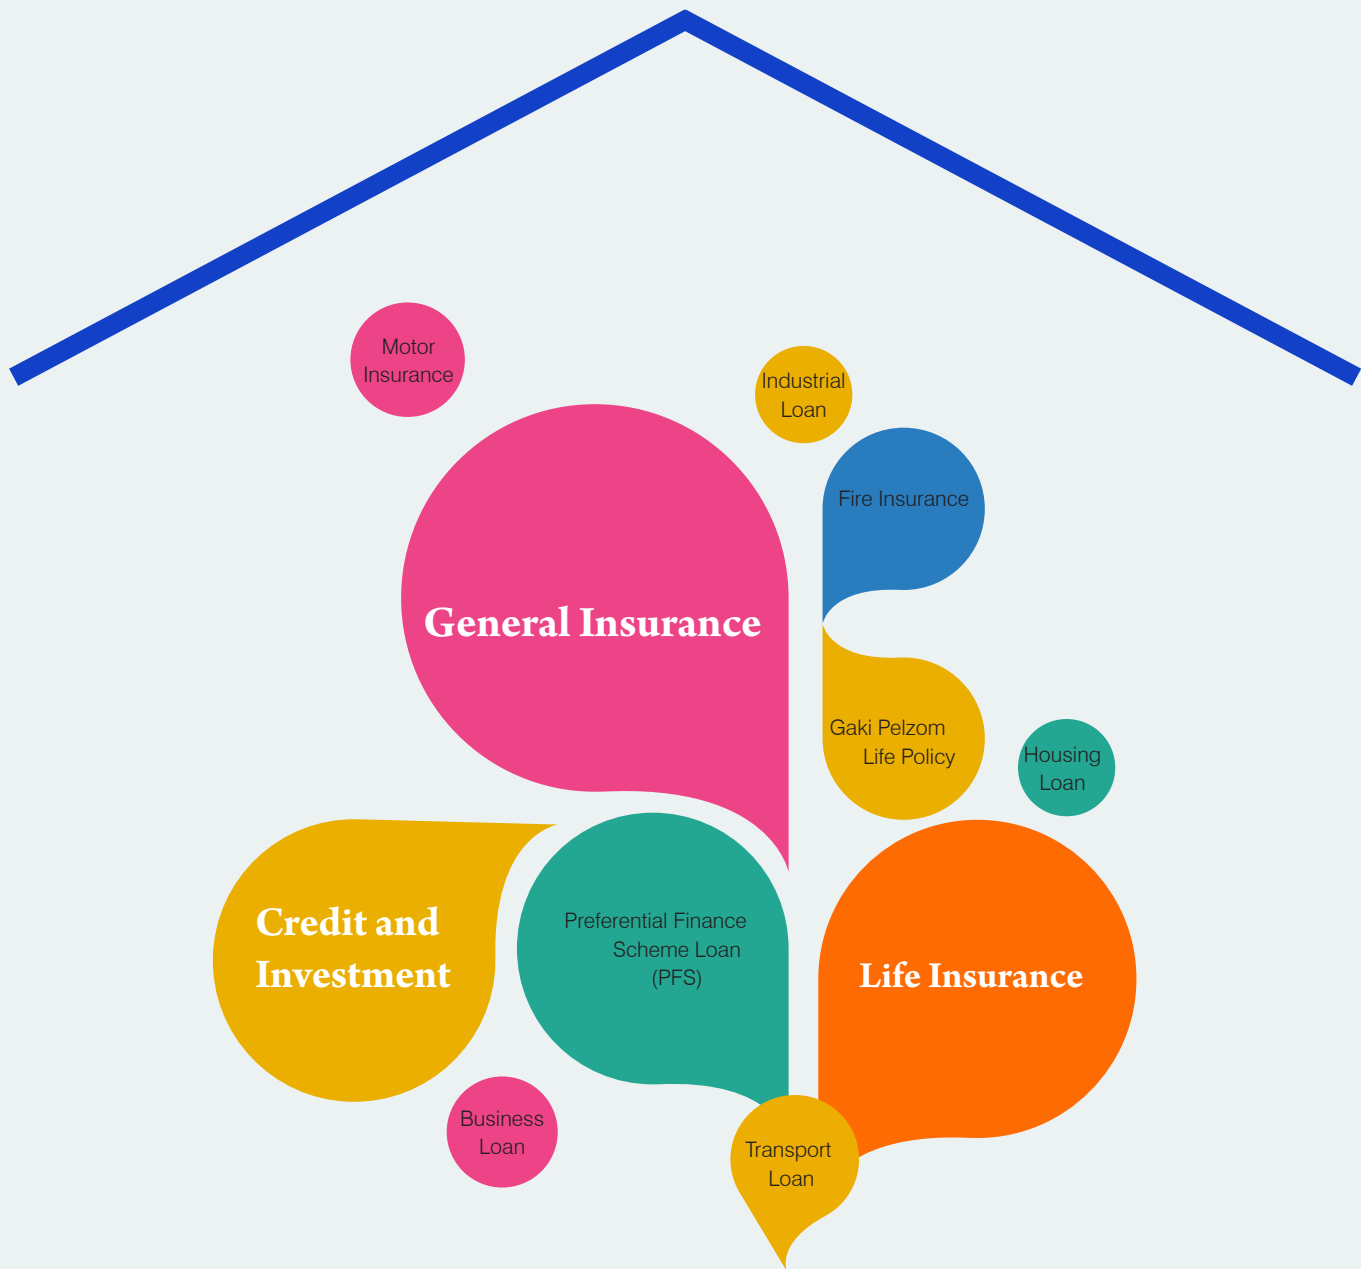 Motor
Insurance
Industrial
Loan
Fire Insurance
General Insurance
Gaki Pelzom
Life Policy
Housing
Loan
Credit and
Investment
Preferential Finance
Scheme Loan
(PFS)
Life Insurance
Business
Loan
Transport
Loan